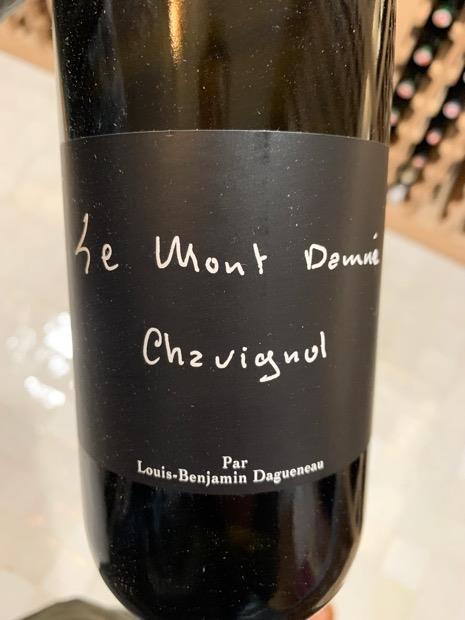 Le Mont Damné
Chavignol
Par
Louis-Benjamin Dagueneau